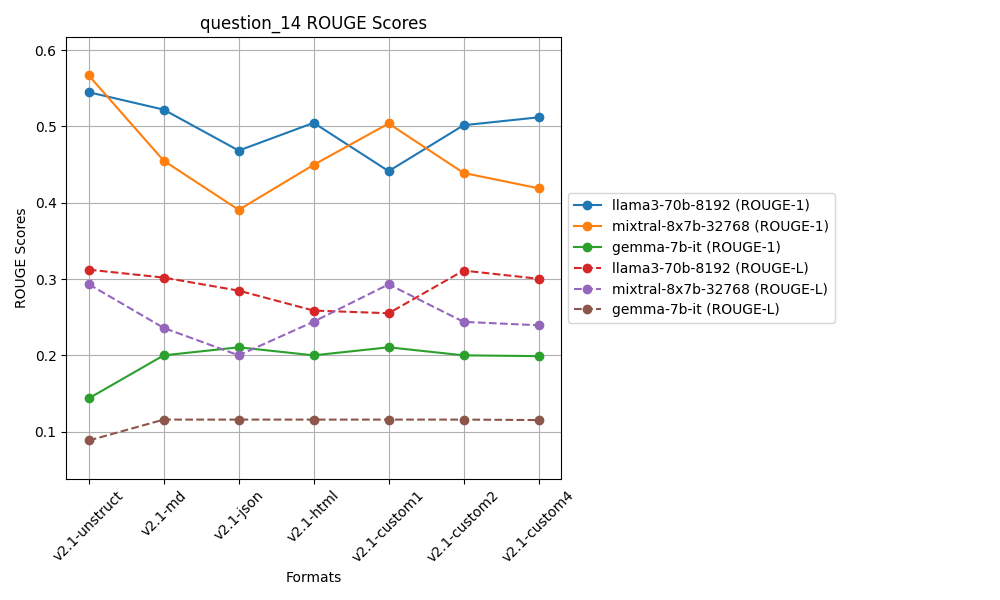 question_14 ROUGE Scores
ROUGE Scores
0.6
0.5
0.4
0.3
0.2
0.1
llama3-70b-8192 (ROUGE-1)
mixtral-8x7b-32768 (ROUGE-1)
gemma-7b-it (ROUGE-1)
llama3-70b-8192 (ROUGE-L)
mixtral-8x7b-32768 (ROUGE-L)
gemma-7b-it (ROUGE-L)
v2.1-unstruct
v2.1-md
v2.1-json
v2.1-html
v2.1-custom1
v2.1-custom2
v2.1-custom4
Formats